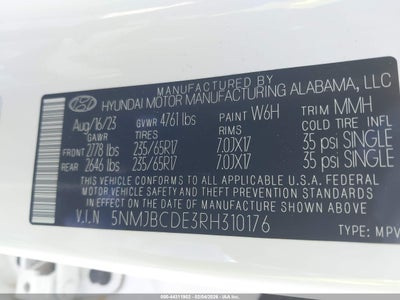 MANUFACTURED BY
HYUNDAI MOTOR MANUFACTURING ALABAMA, LLC
Aug/16/23 GVWR 4761 lbs PAINT W6H TRIM MMH
GAWR TIRES RIMS COLD TIRE INFL
FRONT 2778 lbs 235/65R17 7.0JX17 35 psi SINGLE
REAR 2646 lbs 235/65R17 7.0JX17 35 psi SINGLE
THIS VEHICLE CONFORMS TO ALL APPLICABLE U.S.A. FEDERAL
MOTOR VEHICLE SAFETY AND THEFT PREVENTION STANDARDS
IN EFFECT ON THE DATE OF MANUFACTURE SHOWN ABOVE.
V.I.N 5NMJBCDE3RH310176 TYPE: MPV